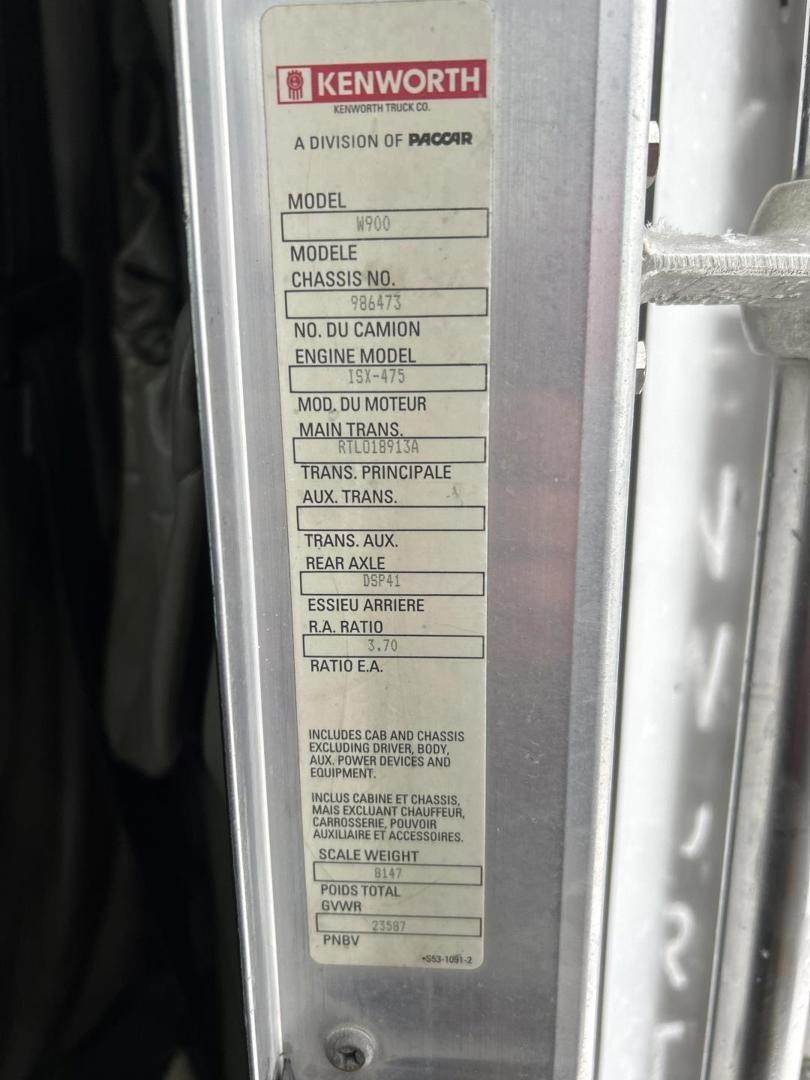 KENWORTH
KENWORTH TRUCK CO.
A DIVISION OF PACCAR
MODEL
W900
MODELE
CHASSIS NO.
986473
NO. DU CAMION
ENGINE MODEL
ISX-475
MOD. DU MOTEUR
MAIN TRANS.
RTLO18913A
TRANS. PRINCIPALE
AUX. TRANS.
TRANS. AUX.
REAR AXLE
DSP41
ESSIEU ARRIERE
R.A. RATIO
3.70
RATIO E.A.
INCLUDES CAB AND CHASSIS
EXCLUDING DRIVER, BODY,
AUX. POWER DEVICES AND
EQUIPMENT.
INCLUS CABINE ET CHASSIS,
MAIS EXCLUANT CHAUFFEUR,
CARROSSERIE, POUVOIR
AUXILIAIRE ET ACCESSOIRES.
SCALE WEIGHT
8147
POIDS TOTAL
GVWR
23587
PNBV
*S53-1091-2